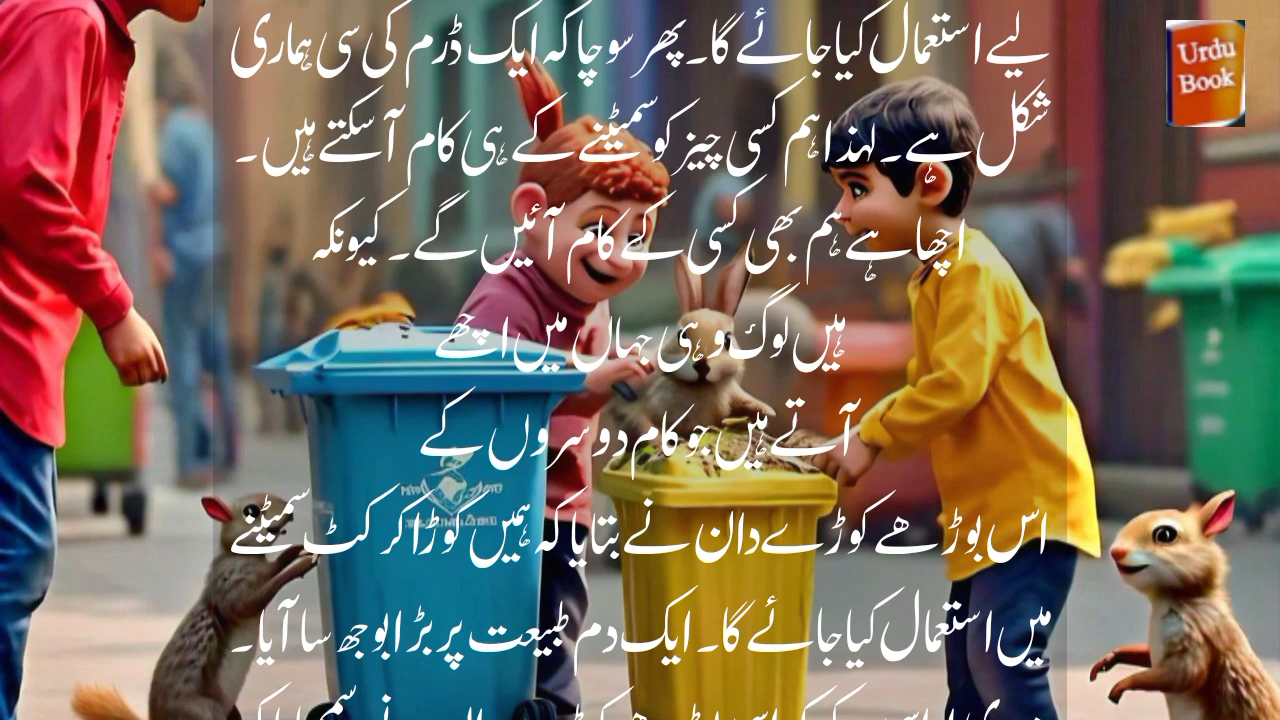 لیے استعمال کیا جائے گا۔ پھر سوچا کہ ایک ڈرم کی سی ہماری
شکل ہے۔ لہذا ہم کسی چیز کو سمیٹنے کے ہی کام آسکتے ہیں۔
اچھا ہے ہم بھی کسی کے کام آئیں گے۔ کیونکہ
ہیں لوگ وہی جہاں میں اچھے
آتے ہیں جو کام دوسروں کے
اس بوڑھے کوڑے دان نے بتایا کہ ہمیں کوڑا کرکٹ سمیٹنے
میں استعمال کیا جائے گا۔ ایک دم طبیعت پر بڑا بوجھ سا آیا۔
Urdu
Book